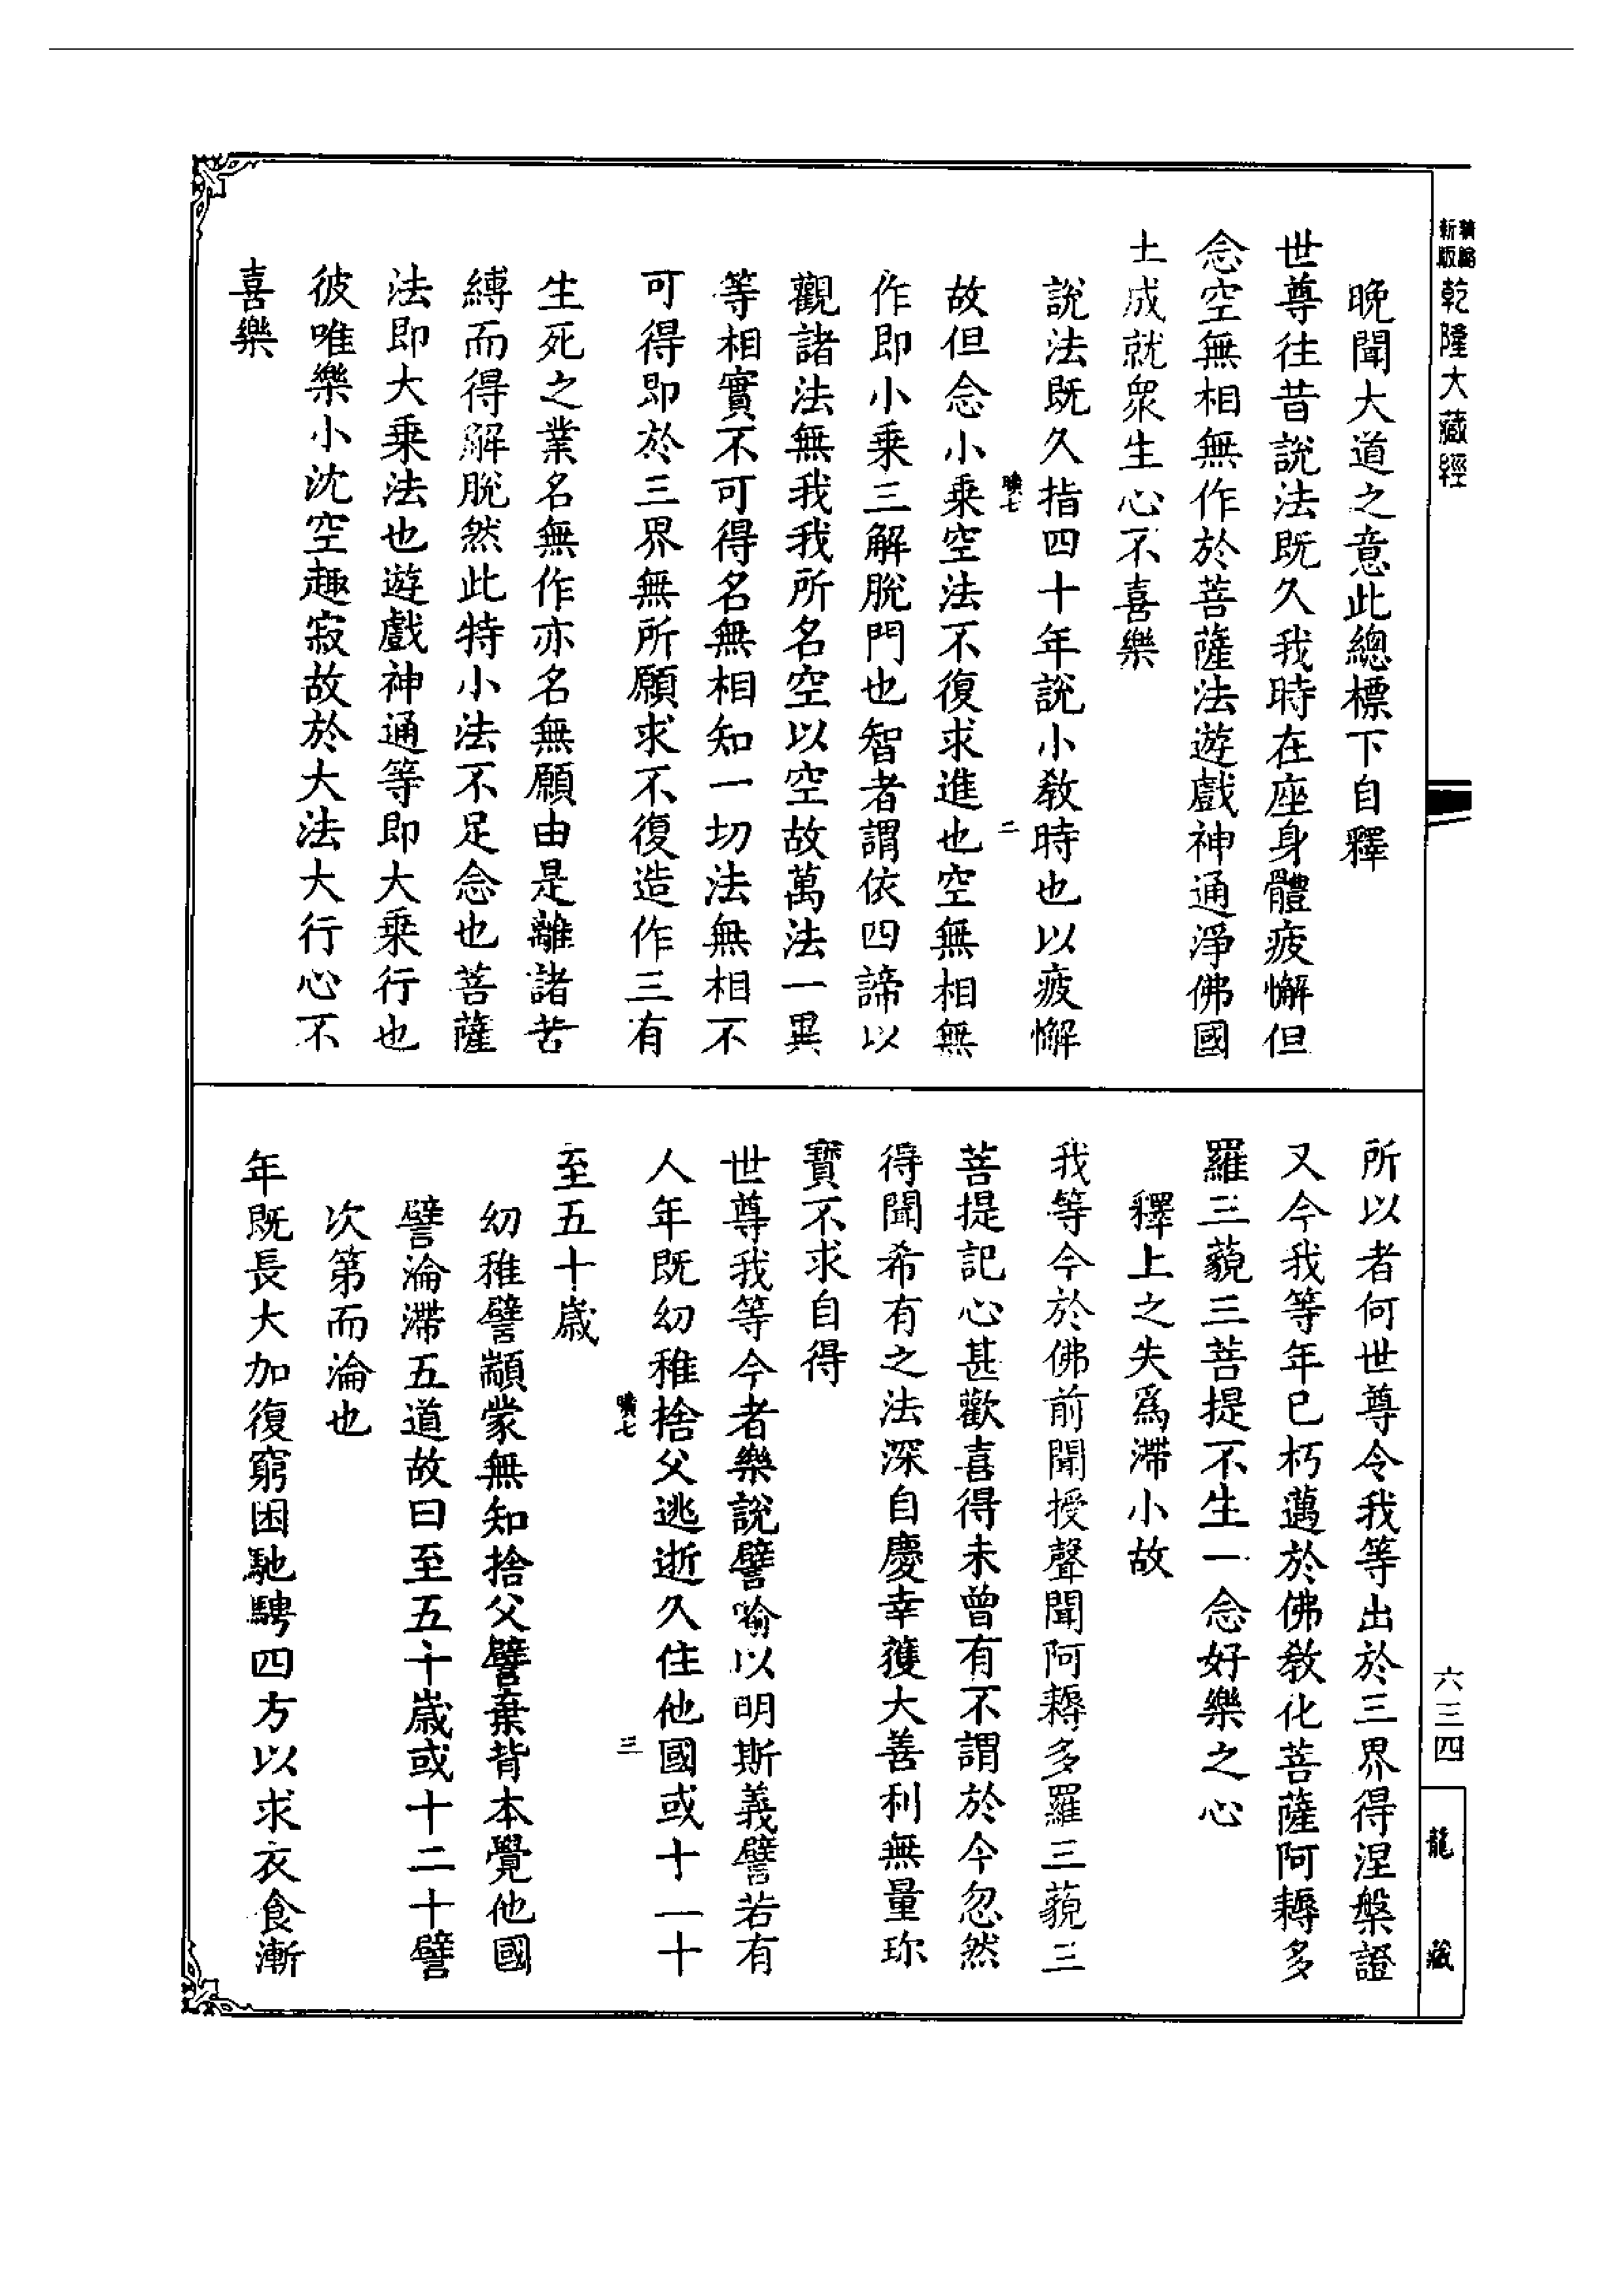 新編
新版
乾隆大藏經
晚聞大道之意此總標下自釋
世尊往昔說法既久我時在座身體疲懈但
念空無相無作於菩薩法遊戲神通淨佛國
土成就眾生心不喜樂
說法既久指四十年說小教時也以疲懈
曠七
二
故但念小乘空法不復求進也空無相無
作即小乘三解脫門也智者謂依四諦以
觀諸法無我我所名空以空故萬法一異
等相實不可得名無相知一切法無相不
可得即於三界無所願求不復造作三有
生死之業名無作亦名無願由是離諸苦
縛而得解脫然此特小法不足念也菩薩
法即大乘法也遊戲神通等即大乘行也
彼唯樂小沈空趣寂故於大法大行心不
喜樂
所以者何世尊令我等出於三界得涅槃證
又今我等年已朽邁於佛教化菩薩阿耨多
羅三藐三菩提不生一念好樂之心
釋上之失為滯小故
我等今於佛前聞授聲聞阿耨多羅三藐三
菩提記心甚歡喜得未曾有不謂於今忽然
得聞希有之法深自慶幸獲大善利無量珍
寶不求自得
世尊我等今者樂說譬喻以明斯義譬若有
人年既幼稚捨父逃逝久住他國或十二十
曠七
三
至五十歲
幼稚譬顓蒙無知捨父譬棄背本覺他國
譬淪滯五道故曰至五十歲或十二十譬
次第而淪也
年既長大加復窮困馳騁四方以求衣食漸
六三四
龍藏